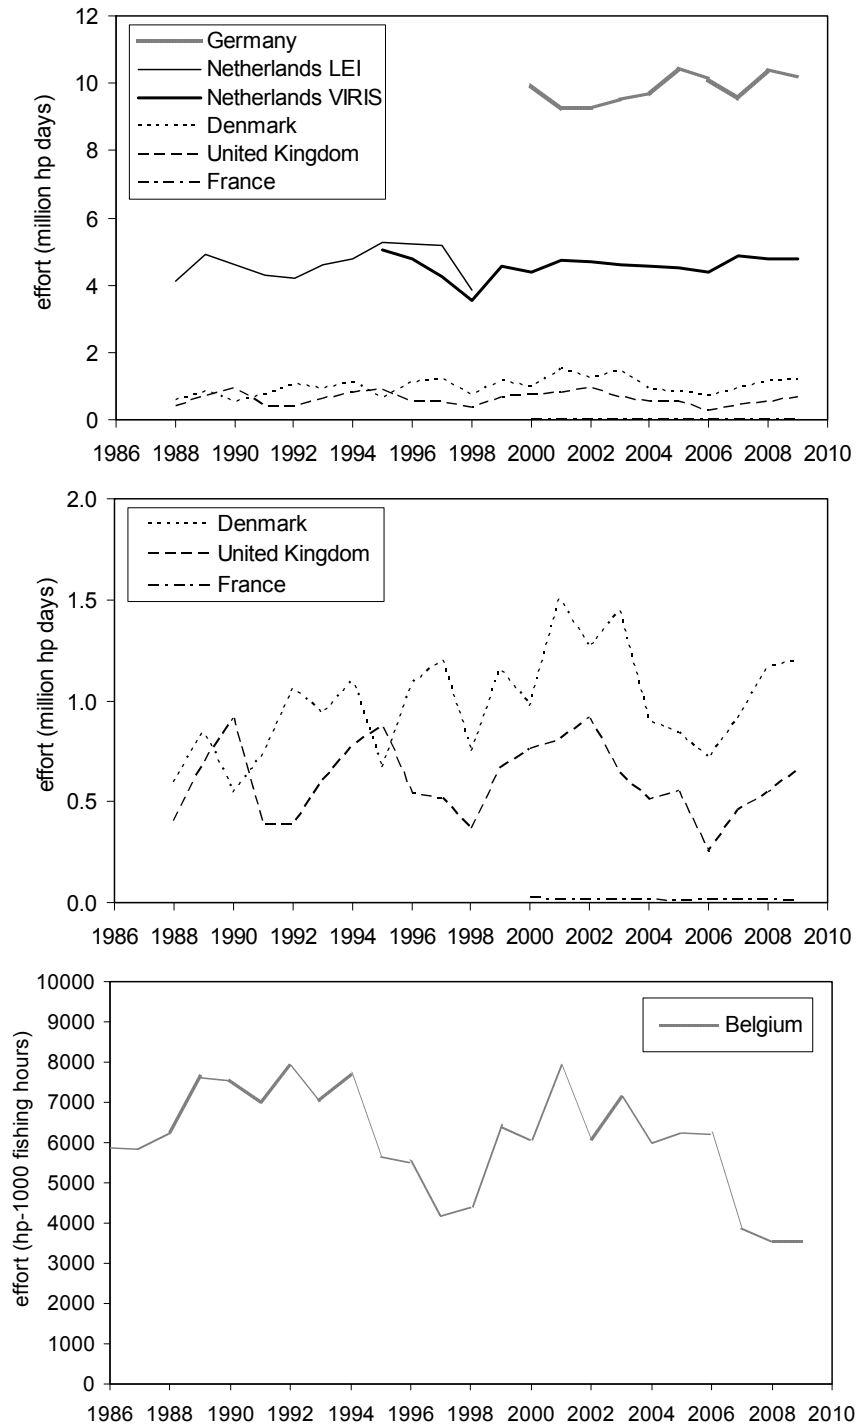 12
10
8
6
4
2
0
effort (million hp days)
Germany
Netherlands LEI
Netherlands VIRIS
Denmark
United Kingdom
France
1986 1988 1990 1992 1994 1996 1998 2000 2002 2004 2006 2008 2010
2.0
1.5
1.0
0.5
0.0
effort (million hp days)
Denmark
United Kingdom
France
1986 1988 1990 1992 1994 1996 1998 2000 2002 2004 2006 2008 2010
10000
9000
8000
7000
6000
5000
4000
3000
2000
1000
0
effort (hp-1000 fishing hours)
Belgium
1986 1988 1990 1992 1994 1996 1998 2000 2002 2004 2006 2008 2010